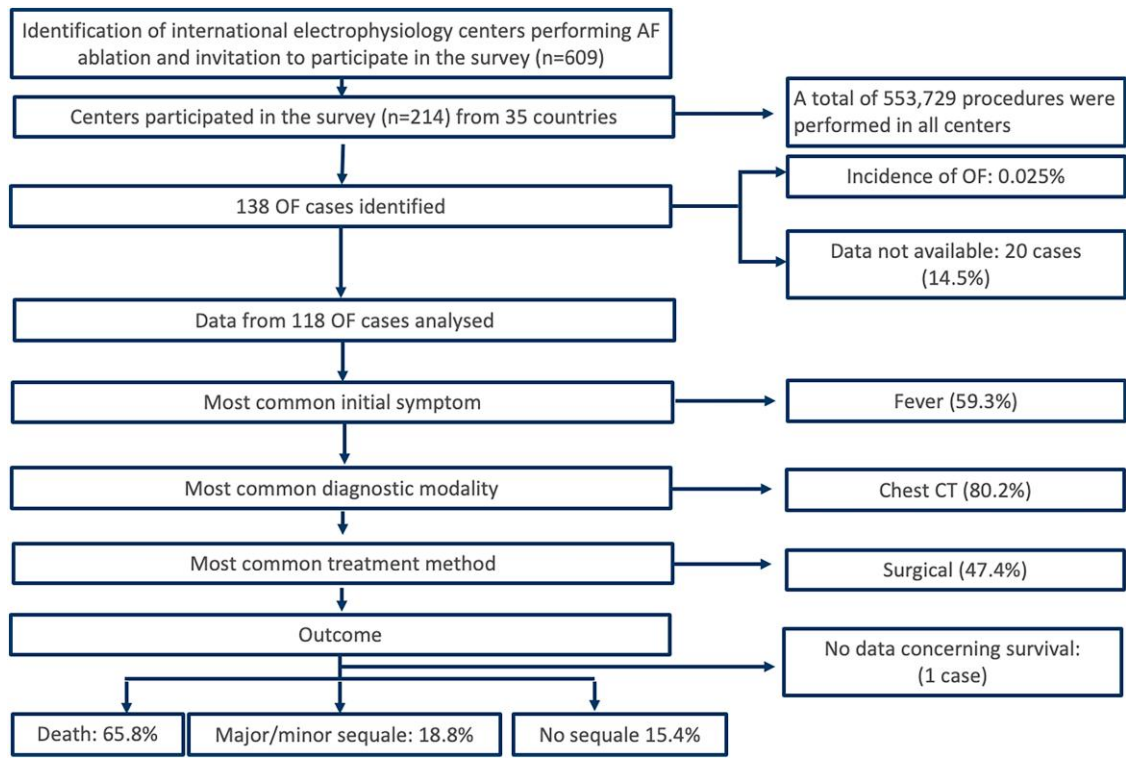 Identification of international electrophysiology centers performing AF
ablation and invitation to participate in the survey (n=609)
Centers participated in the survey (n=214) from 35 countries
A total of 553,729 procedures were
performed in all centers
138 OF cases identified
Incidence of OF: 0.025%
Data not available: 20 cases
(14.5%)
Data from 118 OF cases analysed
Most common initial symptom
Fever (59.3%)
Most common diagnostic modality
Chest CT (80.2%)
Most common treatment method
Surgical (47.4%)
Outcome
No data concerning survival:
(1 case)
Death: 65.8%
Major/minor sequale: 18.8%
No sequale 15.4%